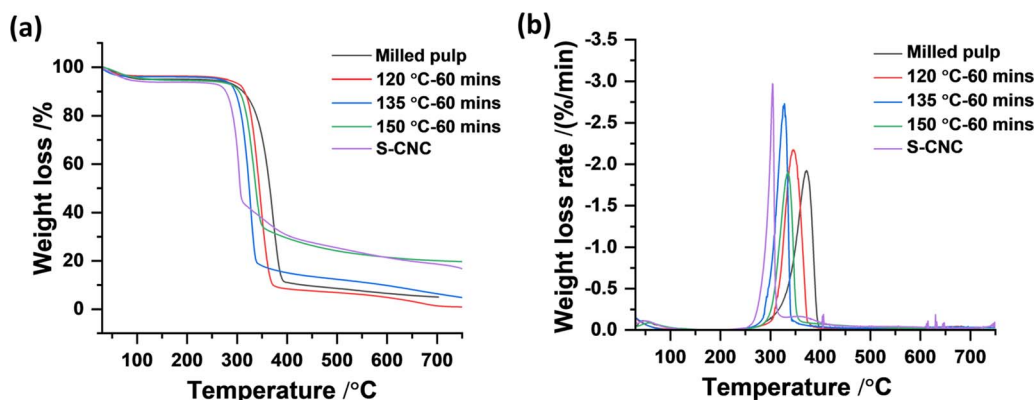 (a)
Weight loss /%
100
80
60
40
20
0
100 200 300 400 500 600 700
Temperature /°C
Milled pulp
120 °C-60 mins
135 °C-60 mins
150 °C-60 mins
S-CNC
(b)
Weight loss rate /(%/min)
-3.5
-3.0
-2.5
-2.0
-1.5
-1.0
-0.5
0.0
100 200 300 400 500 600 700
Temperature /°C
Milled pulp
120 °C-60 mins
135 °C-60 mins
150 °C-60 mins
S-CNC